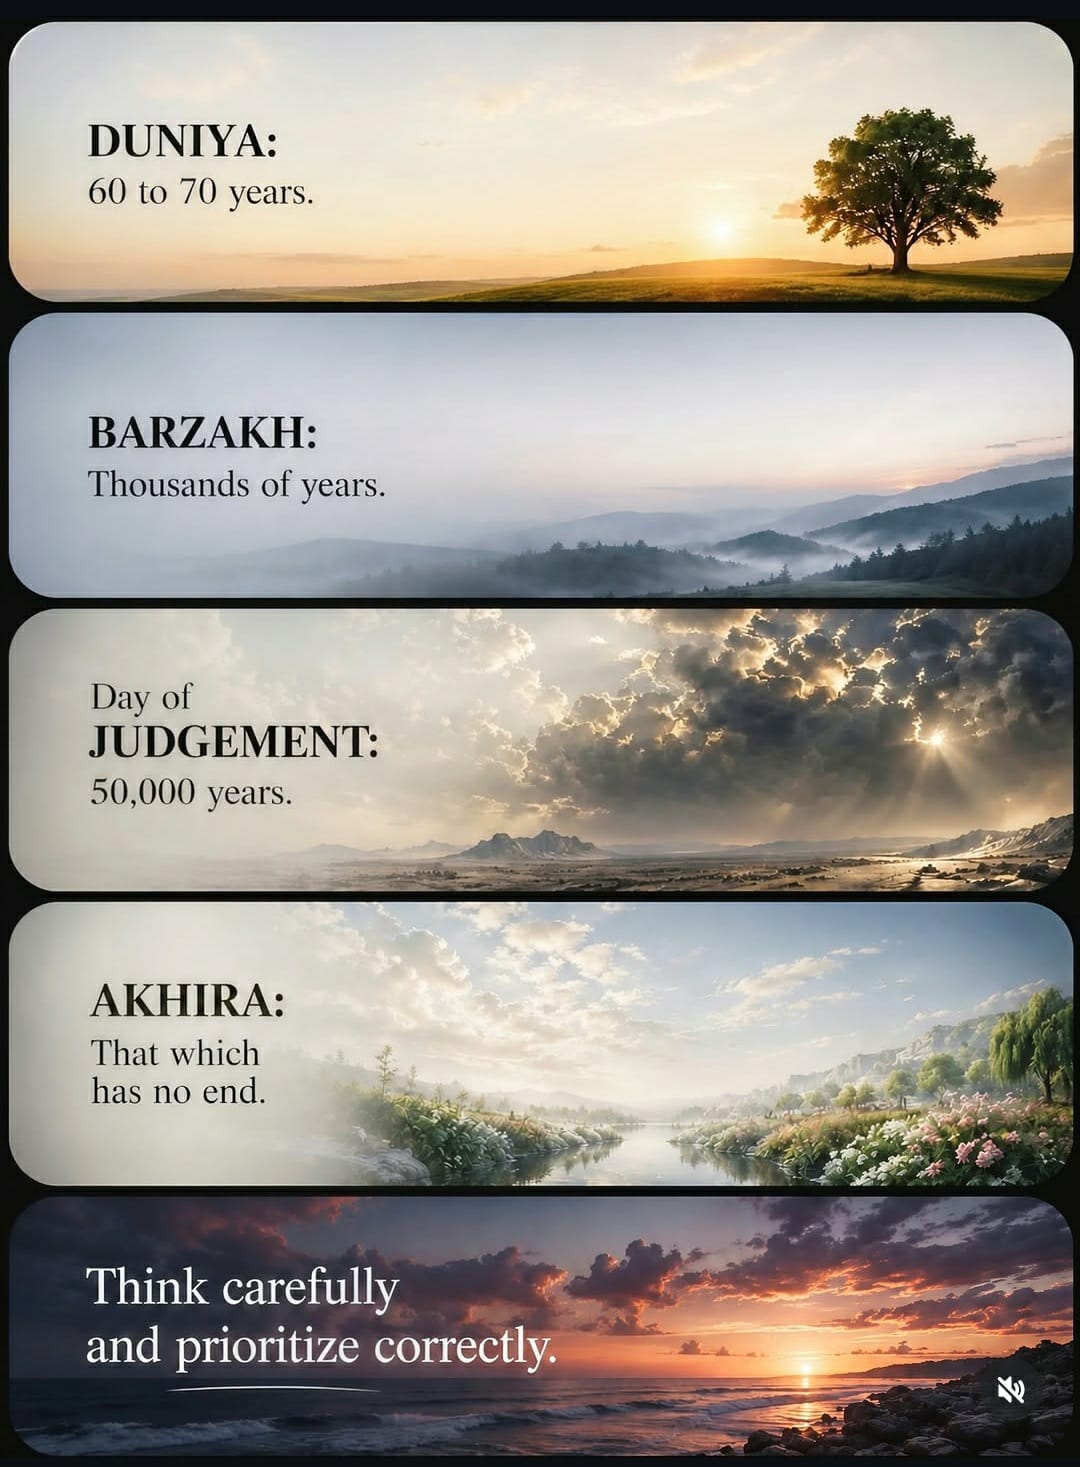 DUNIYA:
60 to 70 years.
BARZAKH:
Thousands of years.
Day of
JUDGEMENT:
50,000 years.
AKHIRA:
That which
has no end.
Think carefully
and prioritize correctly.